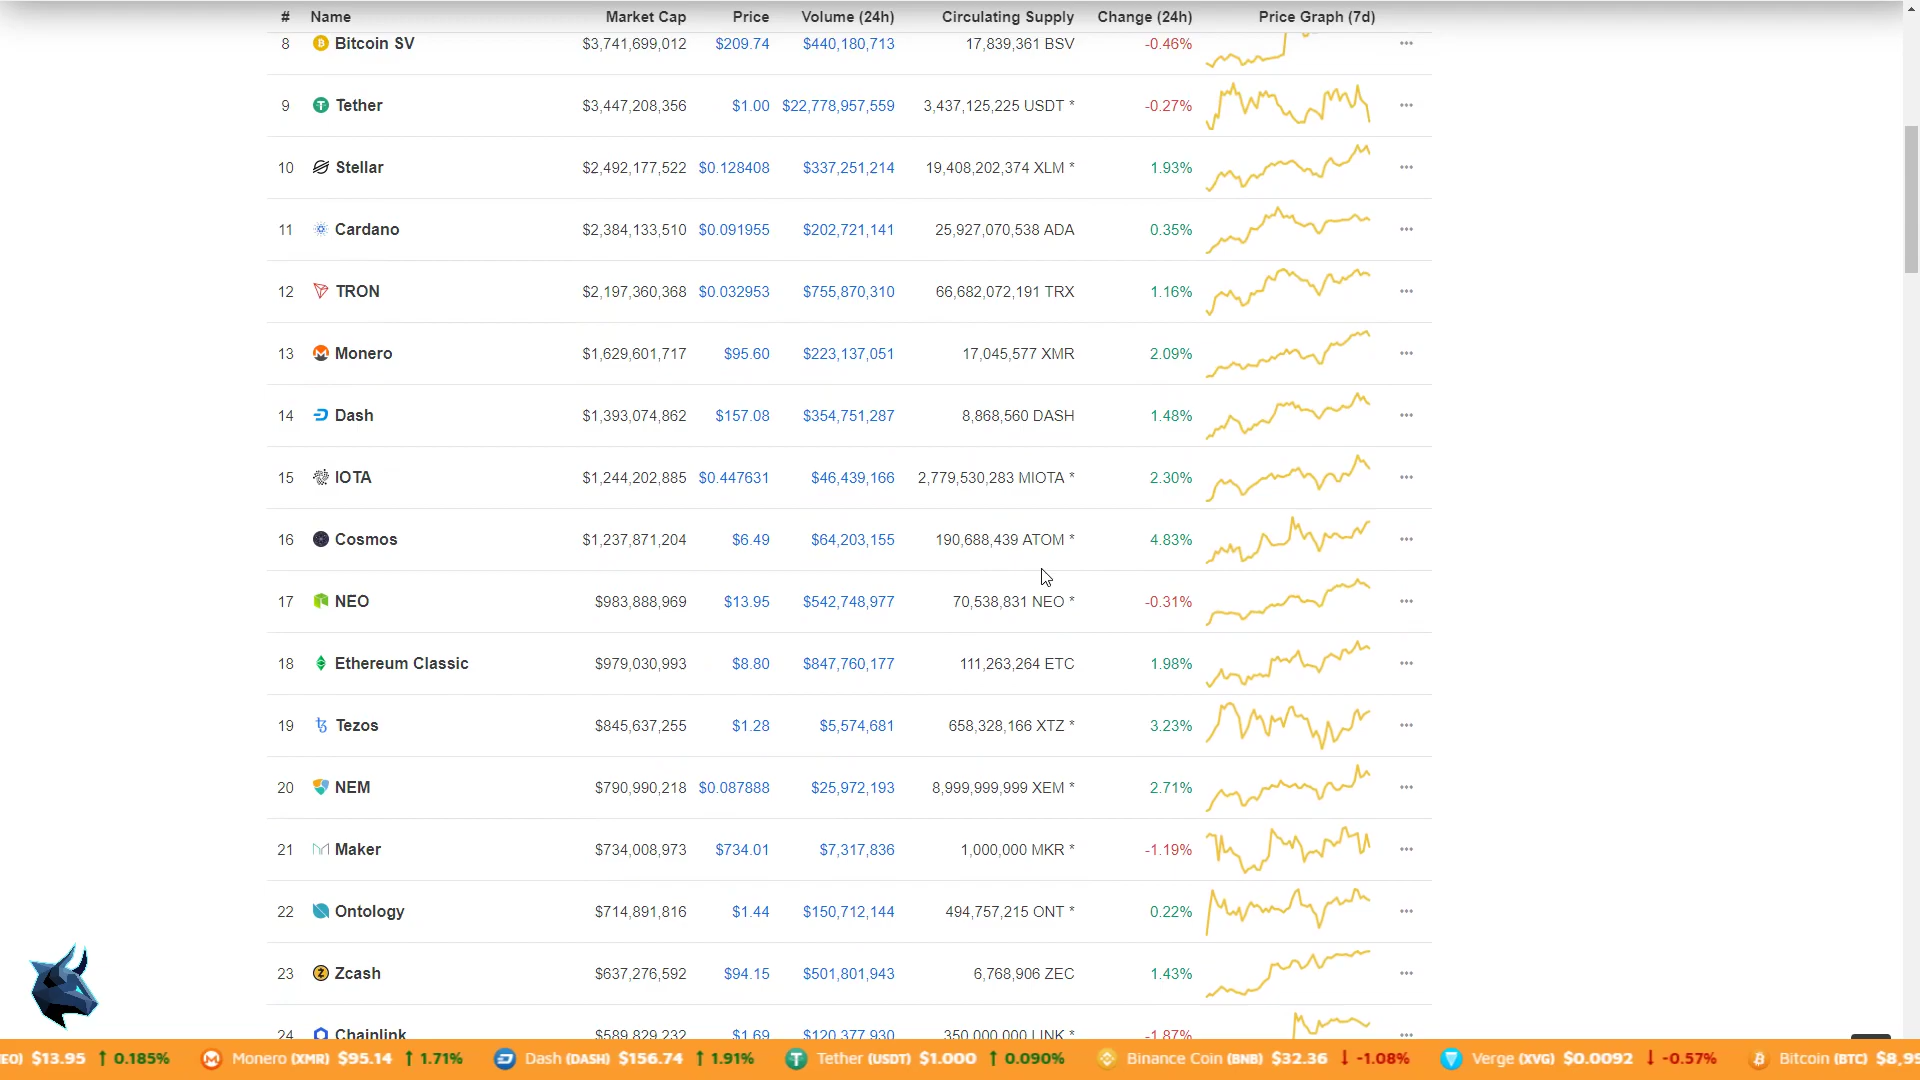 # Name Market Cap Price Volume (24h) Circulating Supply Change (24h) Price Graph (7d)
8 Bitcoin SV $3,741,699,012 $209.74 $440,180,713 17,839,361 BSV -0.46%
9 Tether $3,447,208,356 $1.00 $22,778,957,559 3,437,125,225 USDT * -0.27%
10 Stellar $2,492,177,522 $0.128408 $337,251,214 19,408,202,374 XLM * 1.93%
11 Cardano $2,384,133,510 $0.091955 $202,721,141 25,927,070,538 ADA 0.35%
12 TRON $2,197,360,368 $0.032953 $755,870,310 66,682,072,191 TRX 1.16%
13 Monero $1,629,601,717 $95.60 $223,137,051 17,045,577 XMR 2.09%
14 Dash $1,393,074,862 $157.08 $354,751,287 8,868,560 DASH 1.48%
15 IOTA $1,244,202,885 $0.447631 $46,439,166 2,779,530,283 MIOTA * 2.30%
16 Cosmos $1,237,871,204 $6.49 $64,203,155 190,688,439 ATOM * 4.83%
17 NEO $983,888,969 $13.95 $542,748,977 70,538,831 NEO * -0.31%
18 Ethereum Classic $979,030,993 $8.80 $847,760,177 111,263,264 ETC 1.98%
19 Tezos $845,637,255 $1.28 $5,574,681 658,328,166 XTZ * 3.23%
20 NEM $790,990,218 $0.087888 $25,972,193 8,999,999,999 XEM * 2.71%
21 Maker $734,008,973 $734.01 $7,317,836 1,000,000 MKR * -1.19%
22 Ontology $714,891,816 $1.44 $150,712,144 494,757,215 ONT * 0.22%
23 Zcash $637,276,592 $94.15 $501,801,943 6,768,906 ZEC 1.43%
24 Chainlink $589,829,232 $1.69 $120,377,930 350,000,000 LINK * -1.87%
EO) $13.95 ↑ 0.185% Monero (XMR) $95.14 ↑ 1.71% Dash (DASH) $156.74 ↑ 1.91% Tether (USDT) $1.000 ↑ 0.090% Binance Coin (BNB) $32.36 ↓ -1.08% Verge (XVG) $0.0092 ↓ -0.57% Bitcoin (BTC) $8,9